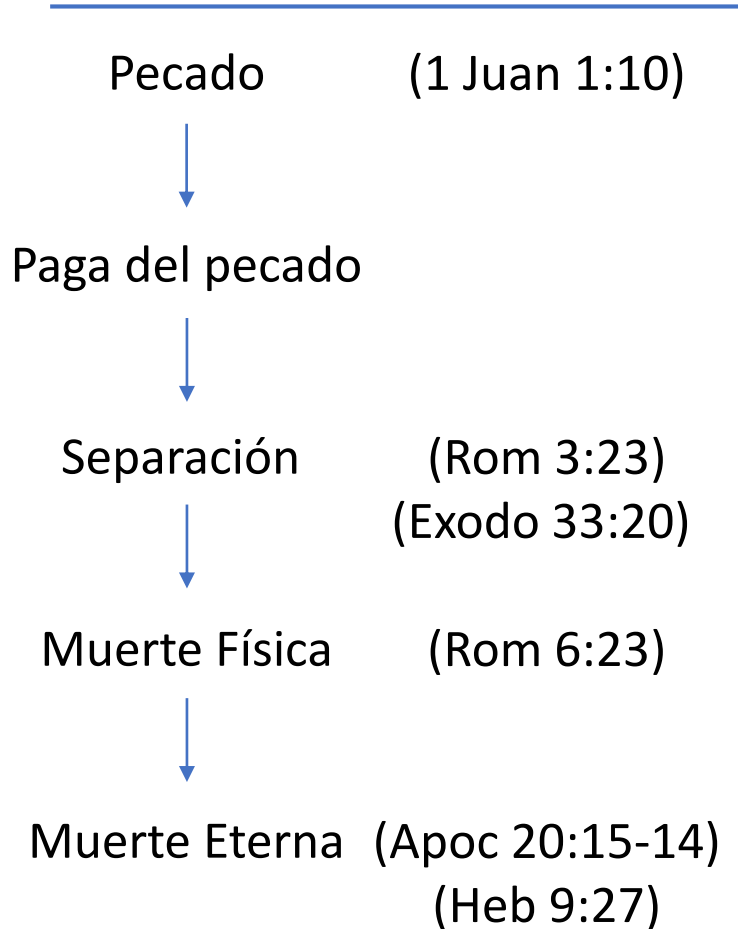 Pecado (1 Juan 1:10)
Paga del pecado
Separación (Rom 3:23)
(Exodo 33:20)
Muerte Física (Rom 6:23)
Muerte Eterna (Apoc 20:15-14)
(Heb 9:27)